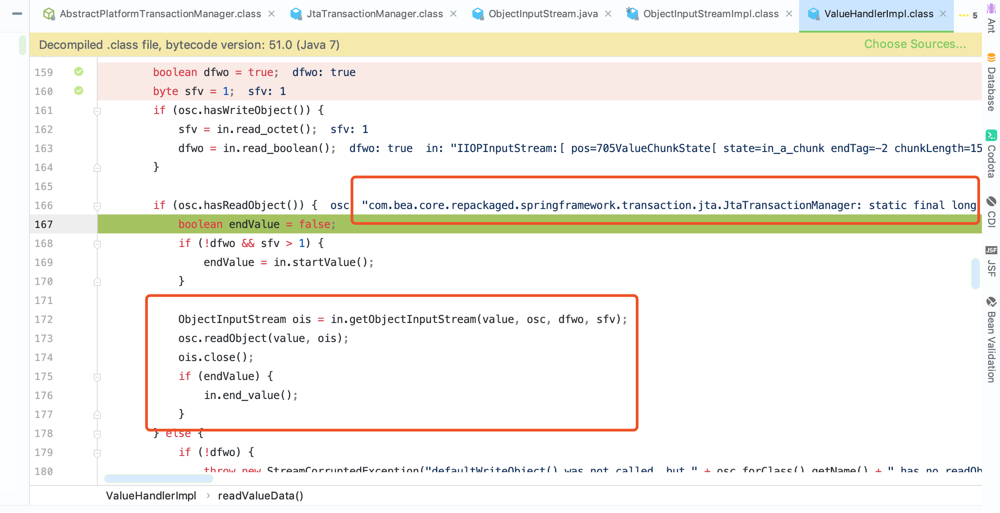 AbstractPlatformTransactionManager.class
JtaTransactionManager.class
ObjectInputStream.java
ObjectInputStreamImpl.class
ValueHandlerImpl.class
5
Decompiled .class file, bytecode version: 51.0 (Java 7)
Choose Sources...
159 boolean dfwo = true; dfwo: true
160 byte sfv = 1; sfv: 1
161 if (osc.hasWriteObject()) {
162 sfv = in.read_octet(); sfv: 1
163 dfwo = in.read_boolean(); dfwo: true in: "IIOPInputStream:[ pos=705ValueChunkState[ state=in_a_chunk endTag=-2 chunkLength=15
164 }
165
166 if (osc.hasReadObject()) { osc: "com.bea.core.repackaged.springframework.transaction.jta.JtaTransactionManager: static final long
167 boolean endValue = false;
168 if (!dfwo && sfv > 1) {
169 endValue = in.startValue();
170 }
171
172 ObjectInputStream ois = in.getObjectInputStream(value, osc, dfwo, sfv);
173 osc.readObject(value, ois);
174 ois.close();
175 if (endValue) {
176 in.end_value();
177 }
178 } else {
179 if (!dfwo) {
180 throw new StreamCorruptedException("defaultWriteObject() was not called, but " + osc.forClass().getName() + " has no readOb
ValueHandlerImpl › readValueData()
Ant
Database
Codota
CDI
JSF
JSF
Bean Validation